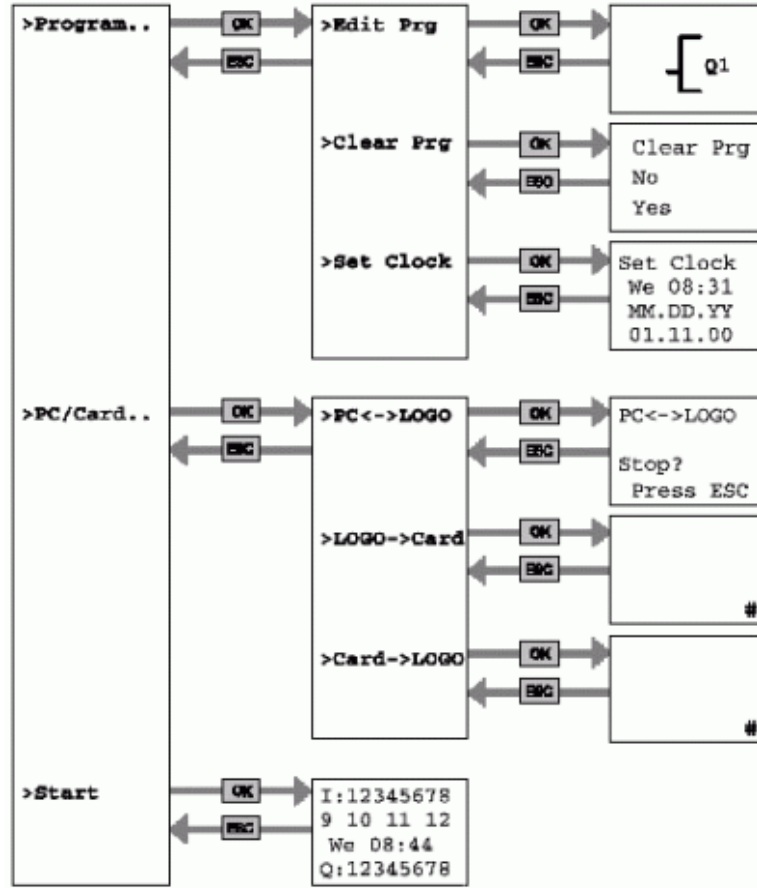 >Program..
OK
ESC
>Edit Prg
OK
ESC
Q1
>Clear Prg
OK
ESC
Clear Prg
No
Yes
>Set Clock
OK
ESC
Set Clock
We 08:31
MM.DD.YY
01.11.00
>PC/Card..
OK
ESC
>PC<->LOGO
OK
ESC
PC<->LOGO
Stop?
Press ESC
>LOGO->Card
OK
ESC
#
>Card->LOGO
OK
ESC
#
>Start
OK
ESC
I:12345678
9 10 11 12
We 08:44
Q:12345678